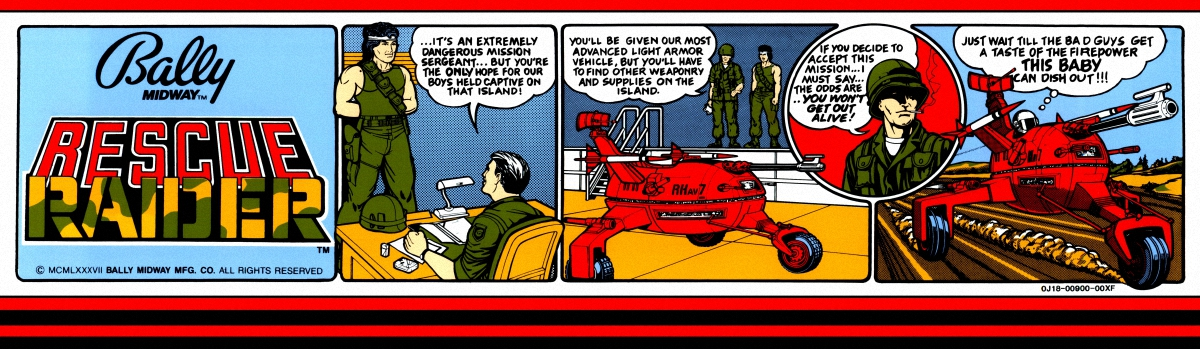 Bally
MIDWAY™
RESCUE
RAIDER
™
© MCMLXXXVII BALLY MIDWAY MFG. CO. ALL RIGHTS RESERVED
...IT'S AN EXTREMELY
DANGEROUS MISSION
SERGEANT... BUT YOU'RE
THE ONLY HOPE FOR OUR
BOYS HELD CAPTIVE ON
THAT ISLAND!
YOU'LL BE GIVEN OUR MOST
ADVANCED LIGHT ARMOR
VEHICLE, BUT YOU'LL HAVE
TO FIND OTHER WEAPONRY
AND SUPPLIES ON THE
ISLAND.
RHAV7
IF YOU DECIDE TO
ACCEPT THIS
MISSION...I
MUST SAY...
THE ODDS ARE
..YOU WON'T
GET OUT
ALIVE!
JUST WAIT TILL THE BAD GUYS GET
A TASTE OF THE FIREPOWER
THIS BABY
CAN DISH OUT!!!
0J18-00900-00XF